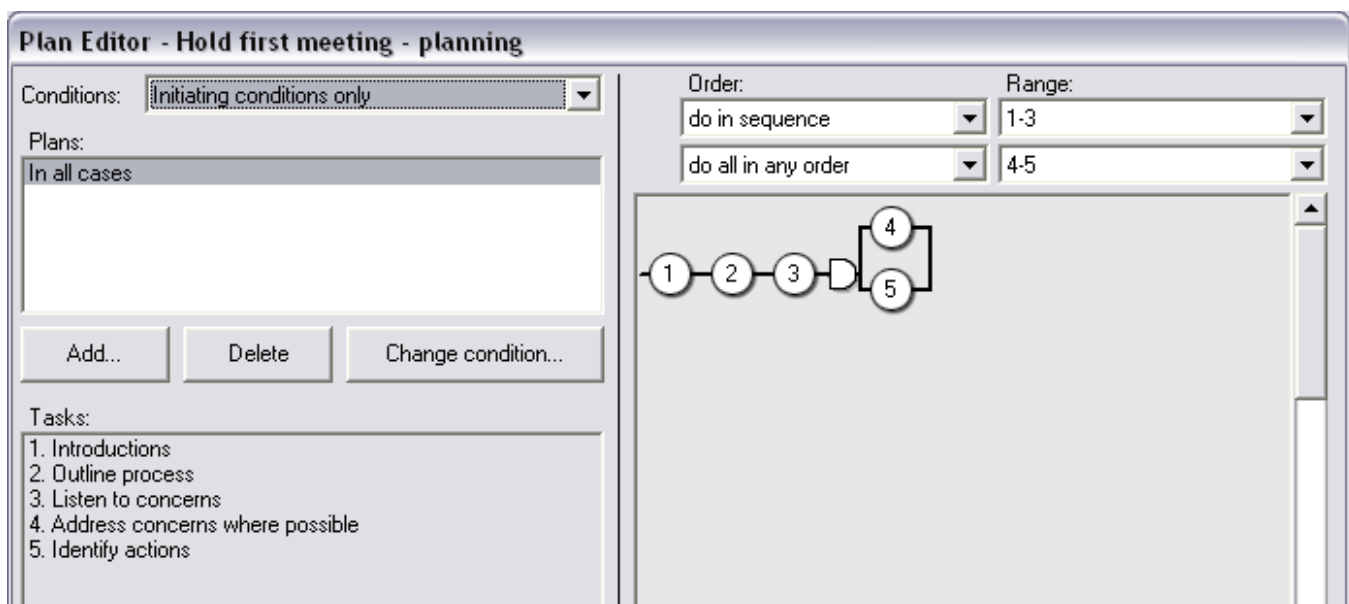 Plan Editor - Hold first meeting - planning
Conditions: Initiating conditions only
Plans:
In all cases
Add... Delete Change condition...
Tasks:
1. Introductions
2. Outline process
3. Listen to concerns
4. Address concerns where possible
5. Identify actions
Order: Range:
do in sequence 1-3
do all in any order 4-5
4
1 2 3
5